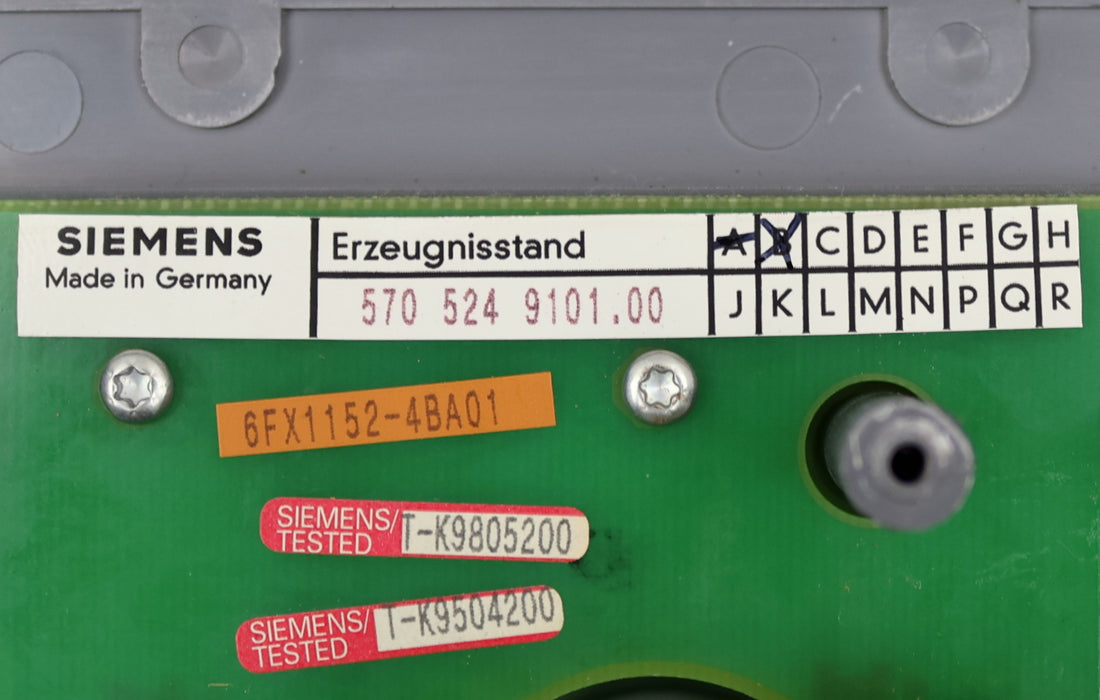 SIEMENS
Made in Germany
Erzeugnisstand
570 524 9101.00
A B C D E F G H
J K L M N P Q R
6FX1152-4BA01
SIEMENS/
TESTED
T-K9805200
SIEMENS/
TESTED
T-K9504200